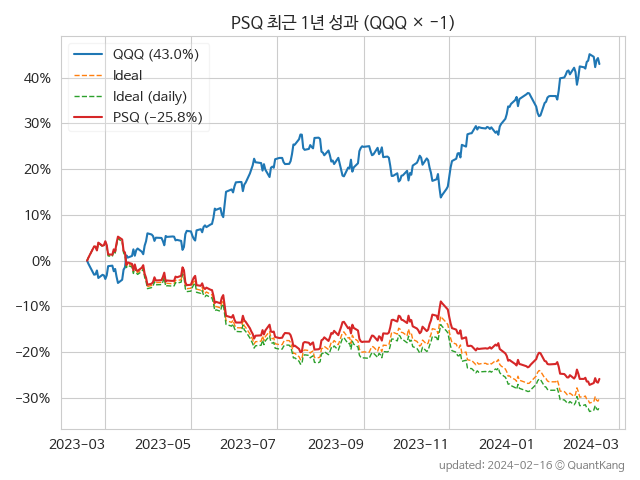 PSQ 최근 1년 성과 (QQQ × −1)
QQQ (43.0%)
Ideal
Ideal (daily)
PSQ (−25.8%)
40%
30%
20%
10%
0%
−10%
−20%
−30%
2023-03 2023-05 2023-07 2023-09 2023-11 2024-01 2024-03
updated: 2024-02-16 © QuantKang